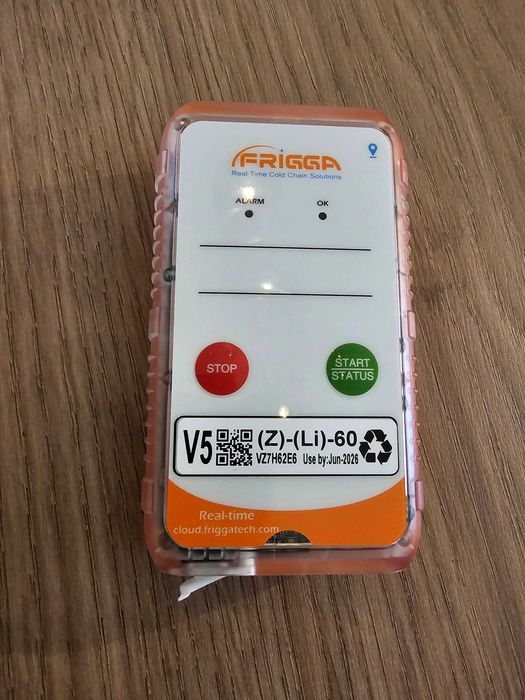 FRIGGA
Real Time Cold Chain Solutions
ALARM OK
STOP
START
STATUS
V5 (Z)-(Li)-60
VZ7H62E6 Use by:Jun-2026
Real-time
cloud.friggatech.com